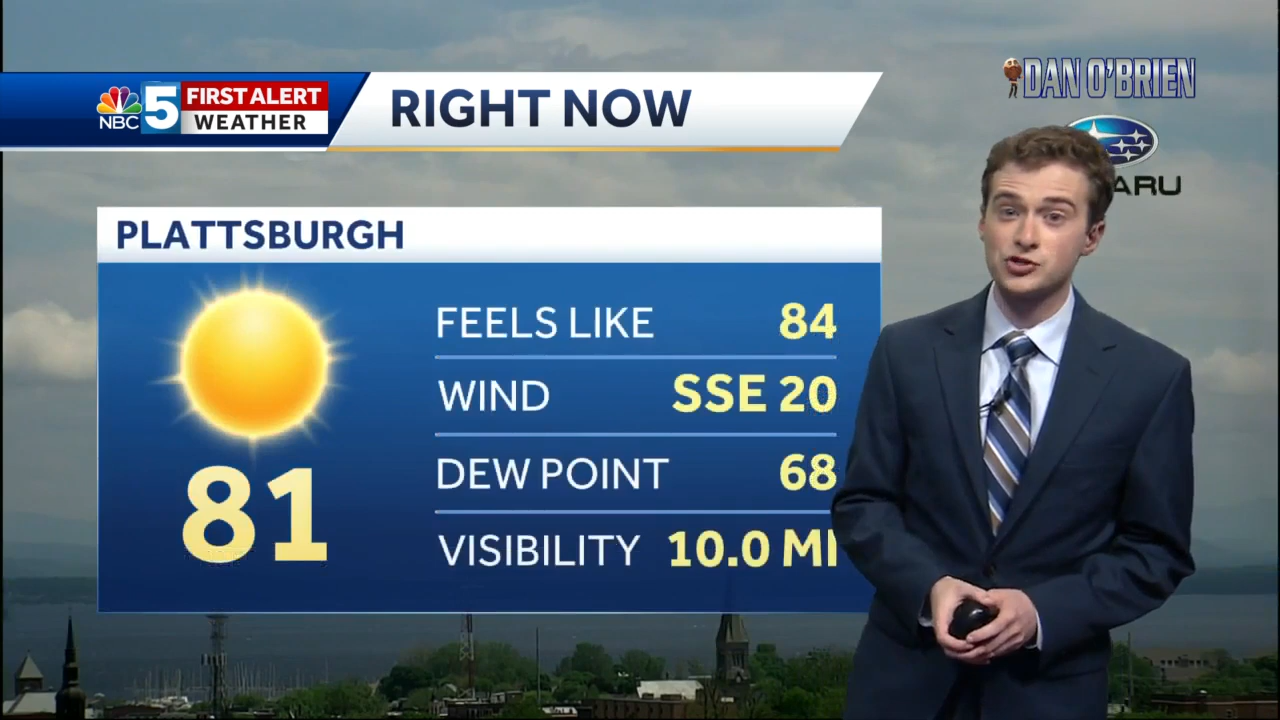 NBC 5 FIRST ALERT
WEATHER
RIGHT NOW
DAN O'BRIEN
ARU
PLATTSBURGH
81
FEELS LIKE 84
WIND SSE 20
DEW POINT 68
VISIBILITY 10.0 MI